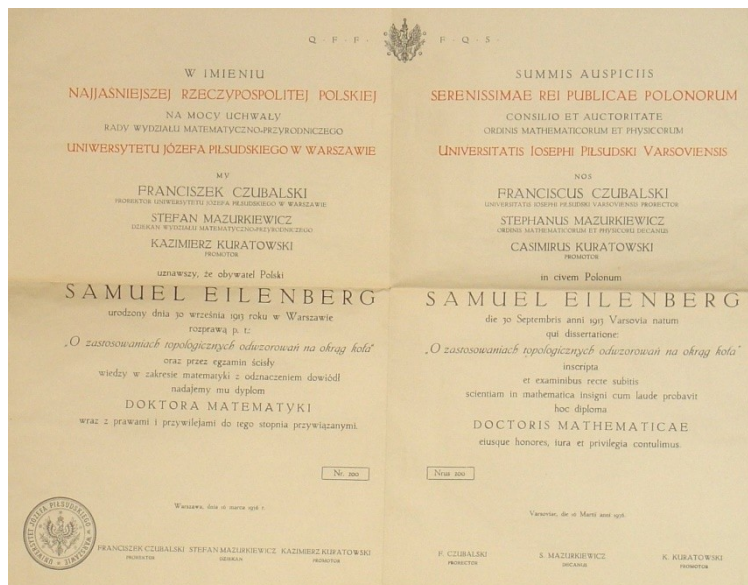 Q · F · F · F · Q · S ·
W IMIENIU
NAJJAŚNIEJSZEJ RZECZYPOSPOLITEJ POLSKIEJ
NA MOCY UCHWAŁY
RADY WYDZIAŁU MATEMATYCZNO-PRZYRODNICZEGO
UNIWERSYTETU JÓZEFA PIŁSUDSKIEGO W WARSZAWIE
MY
FRANCISZEK CZUBALSKI
PROREKTOR UNIWERSYTETU JÓZEFA PIŁSUDSKIEGO W WARSZAWIE
STEFAN MAZURKIEWICZ
DZIEKAN WYDZIAŁU MATEMATYCZNO-PRZYRODNICZEGO
KAZIMIERZ KURATOWSKI
PROMOTOR
uznawszy, że obywatel Polski
SAMUEL EILENBERG
urodzony dnia 30 września 1913 roku w Warszawie
rozprawą p. t.:
„O zastosowaniach topologicznych odwzorowań na okrąg koła"
oraz przez egzamin ścisły
wiedzy w zakresie matematyki z odznaczeniem dowiódł
nadajemy mu dyplom
DOKTORA MATEMATYKI
wraz z prawami i przywilejami do tego stopnia przywiązanymi.
Nr. 200
Warszawa, dnia 16 marca 1936 r.
FRANCISZEK CZUBALSKI STEFAN MAZURKIEWICZ KAZIMIERZ KURATOWSKI
PROREKTOR DZIEKAN PROMOTOR
UNIWERSYTET JÓZEFA PIŁSUDSKIEGO W WARSZAWIE
SUMMIS AUSPICIIS
SERENISSIMAE REI PUBLICAE POLONORUM
CONSILIO ET AUCTORITATE
ORDINIS MATHEMATICORUM ET PHYSICORUM
UNIVERSITATIS IOSEPHI PIŁSUDSKI VARSOVIENSIS
NOS
FRANCISCUS CZUBALSKI
UNIVERSITATIS IOSEPHI PIŁSUDSKI VARSOVIENSIS PRORECTOR
STEPHANUS MAZURKIEWICZ
ORDINIS MATHEMATICORUM ET PHYSICORU DECANUS
CASIMIRUS KURATOWSKI
PROMOTOR
in civem Polonum
SAMUEL EILENBERG
die 30 Septembris anni 1913 Varsovia natum
qui dissertatione:
„O zastosowaniach topologicznych odwzorowań na okrąg koła"
inscripta
et examinibus recte subitis
scientiam in mathematica insigni cum laude probavit
hoc diploma
DOCTORIS MATHEMATICAE
eiusque honores, iura et privilegia contulimus.
Nrus 200
Varsoviae, die 16 Martii anni 1936.
F. CZUBALSKI S. MAZURKIEWICZ K. KURATOWSKI
PRORECTOR DECANUS PROMOTOR